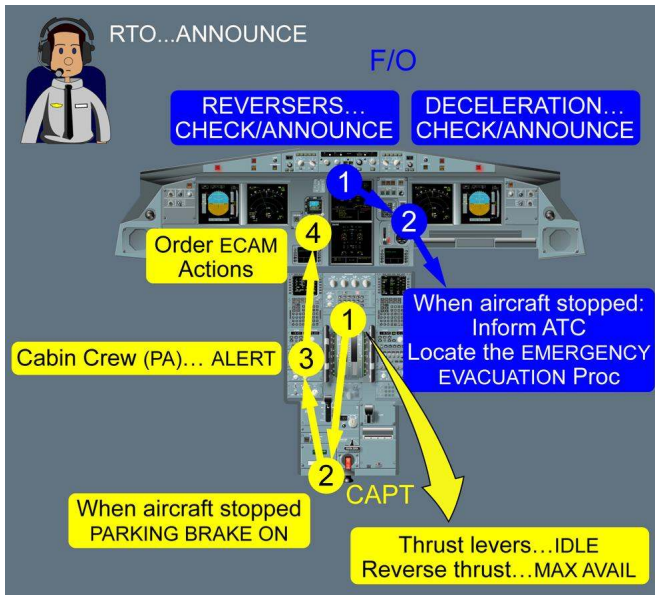 RTO...ANNOUNCE
F/O
REVERSERS…
CHECK/ANNOUNCE
DECELERATION…
CHECK/ANNOUNCE
1
2
4
Order ECAM
Actions
When aircraft stopped:
Inform ATC
Locate the EMERGENCY
EVACUATION Proc
1
Cabin Crew (PA)… ALERT
3
2
CAPT
When aircraft stopped
PARKING BRAKE ON
Thrust levers…IDLE
Reverse thrust…MAX AVAIL